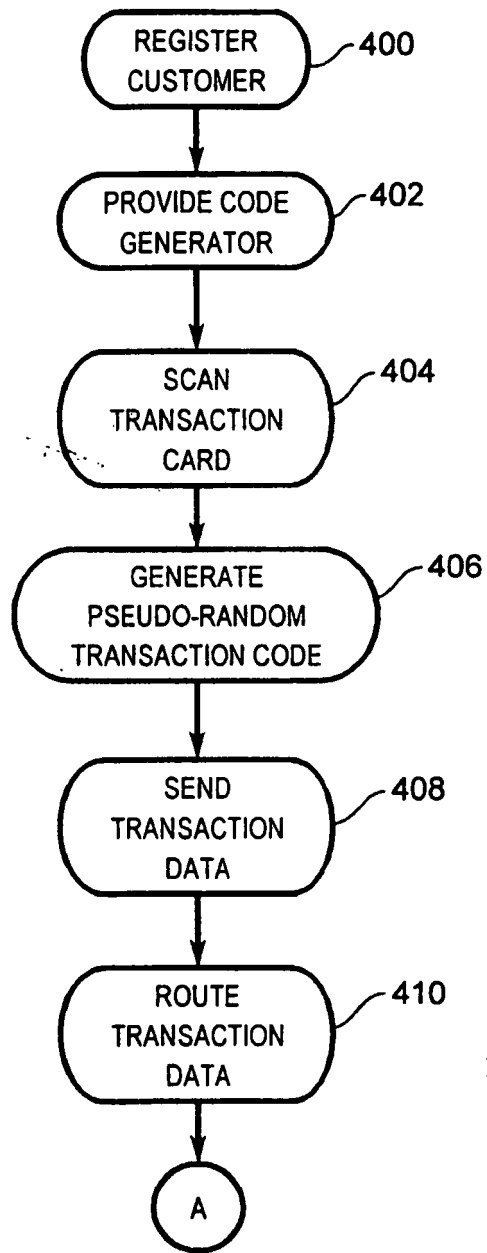 REGISTER
CUSTOMER
400
PROVIDE CODE
GENERATOR
402
SCAN
TRANSACTION
CARD
404
GENERATE
PSEUDO-RANDOM
TRANSACTION CODE
406
SEND
TRANSACTION
DATA
408
ROUTE
TRANSACTION
DATA
410
A